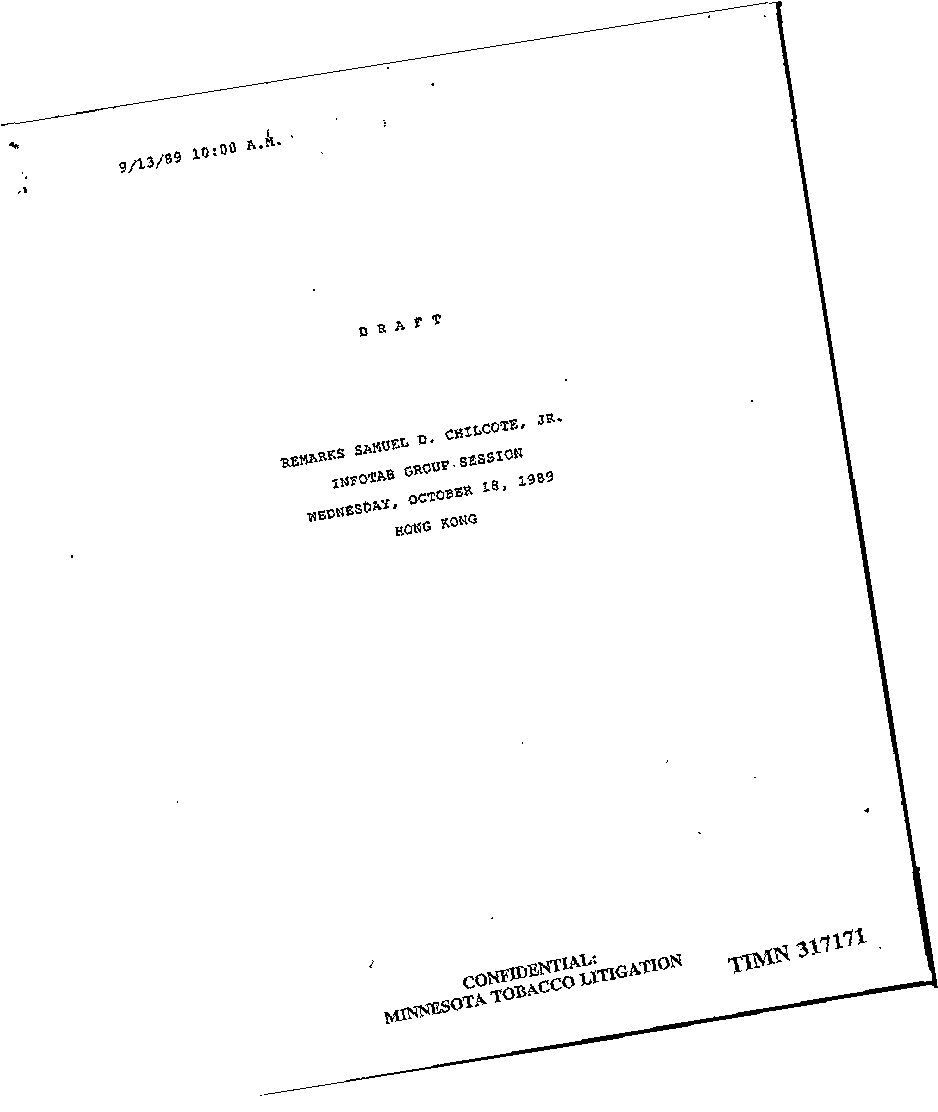 9/13/89 10:00 A.M.
D R A F T
REMARKS SAMUEL D. CHILCOTE, JR.
INFOTAB GROUP SESSION
WEDNESDAY, OCTOBER 18, 1989
HONG KONG
CONFIDENTIAL:
MINNESOTA TOBACCO LITIGATION
TIMN 317171